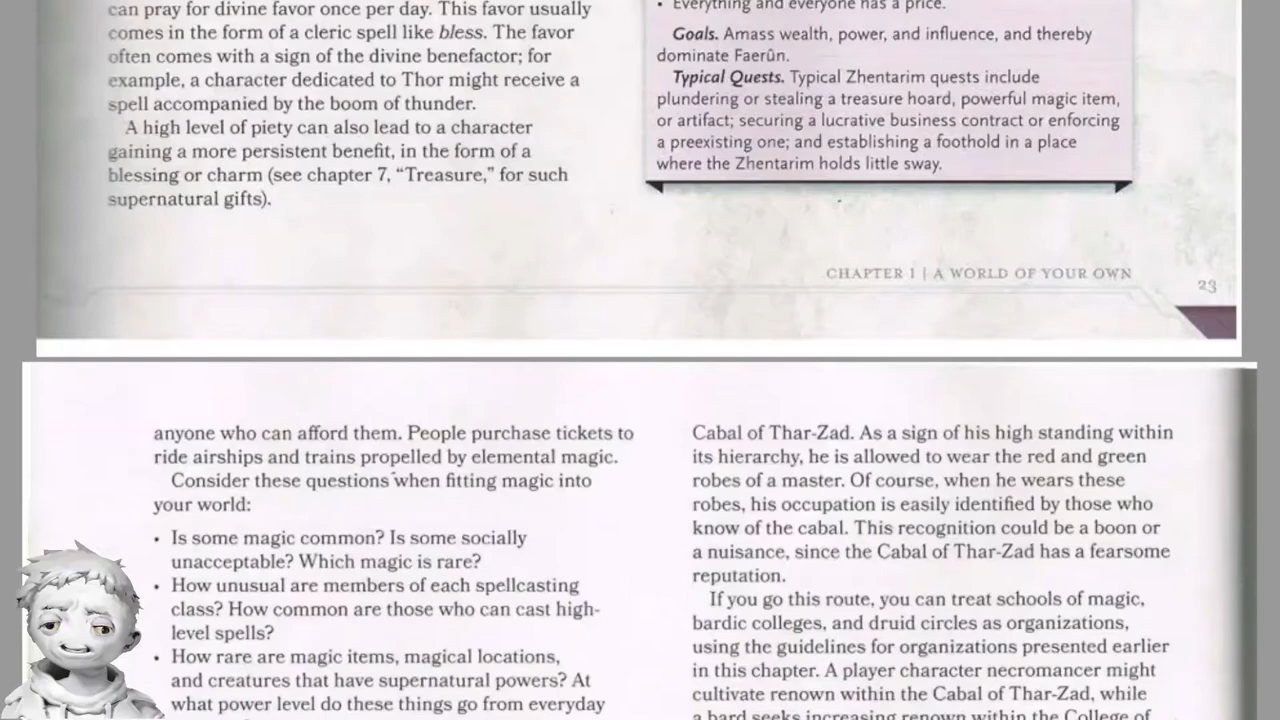 can pray for divine favor once per day. This favor usually
comes in the form of a cleric spell like bless. The favor
often comes with a sign of the divine benefactor; for
example, a character dedicated to Thor might receive a
spell accompanied by the boom of thunder.
A high level of piety can also lead to a character
gaining a more persistent benefit, in the form of a
blessing or charm (see chapter 7, “Treasure,” for such
supernatural gifts).
• Everything and everyone has a price.
Goals. Amass wealth, power, and influence, and thereby
dominate Faerûn.
Typical Quests. Typical Zhentarim quests include
plundering or stealing a treasure hoard, powerful magic item,
or artifact; securing a lucrative business contract or enforcing
a preexisting one; and establishing a foothold in a place
where the Zhentarim holds little sway.
CHAPTER 1 | A WORLD OF YOUR OWN
23
anyone who can afford them. People purchase tickets to
ride airships and trains propelled by elemental magic.
Consider these questions when fitting magic into
your world:
• Is some magic common? Is some socially
unacceptable? Which magic is rare?
• How unusual are members of each spellcasting
class? How common are those who can cast high-
level spells?
• How rare are magic items, magical locations,
and creatures that have supernatural powers? At
what power level do these things go from everyday
Cabal of Thar-Zad. As a sign of his high standing within
its hierarchy, he is allowed to wear the red and green
robes of a master. Of course, when he wears these
robes, his occupation is easily identified by those who
know of the cabal. This recognition could be a boon or
a nuisance, since the Cabal of Thar-Zad has a fearsome
reputation.
If you go this route, you can treat schools of magic,
bardic colleges, and druid circles as organizations,
using the guidelines for organizations presented earlier
in this chapter. A player character necromancer might
cultivate renown within the Cabal of Thar-Zad, while
a bard seeks increasing renown within the College of